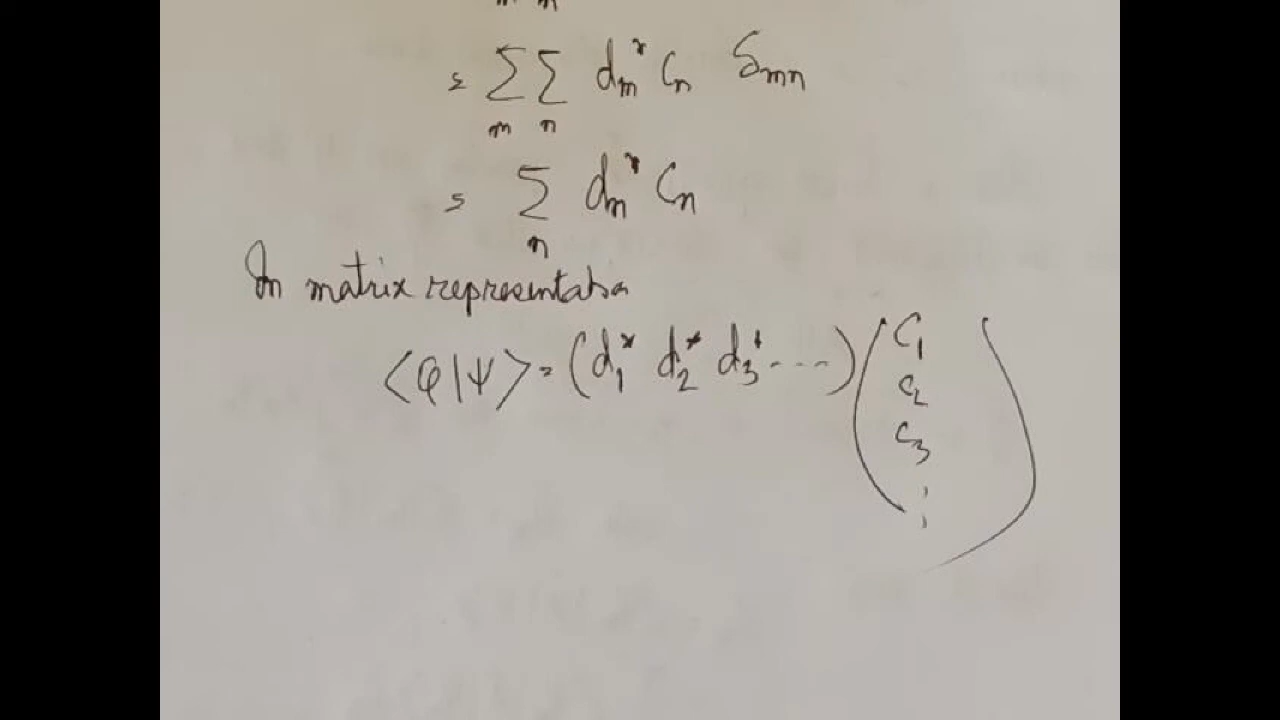 = Σ Σ d_m^* c_n δ_mn
m n
= Σ d_n^* c_n
n
In matrix representation
<φ|ψ> = (d_1^* d_2^* d_3^* ----) ( c_1
c_2
c_3
⋮ )